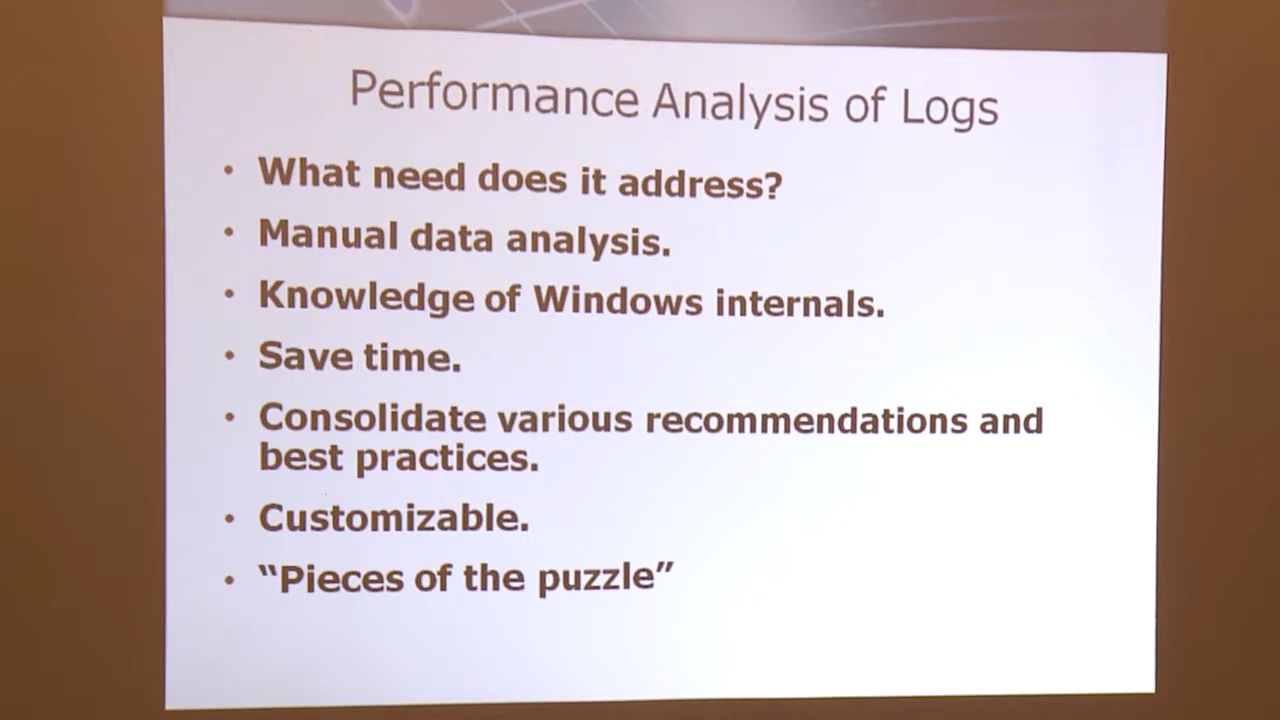 Performance Analysis of Logs
• What need does it address?
• Manual data analysis.
• Knowledge of Windows internals.
• Save time.
• Consolidate various recommendations and
best practices.
• Customizable.
• “Pieces of the puzzle”